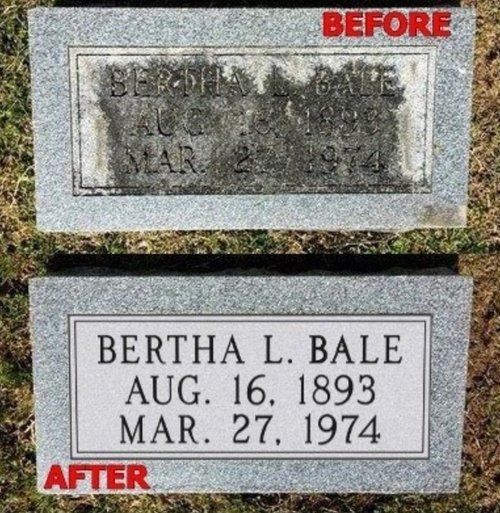 BEFORE
BERTHA L BALE
AUG 16, 1893
MAR. 27, 1974
BERTHA L. BALE
AUG. 16, 1893
MAR. 27, 1974
AFTER